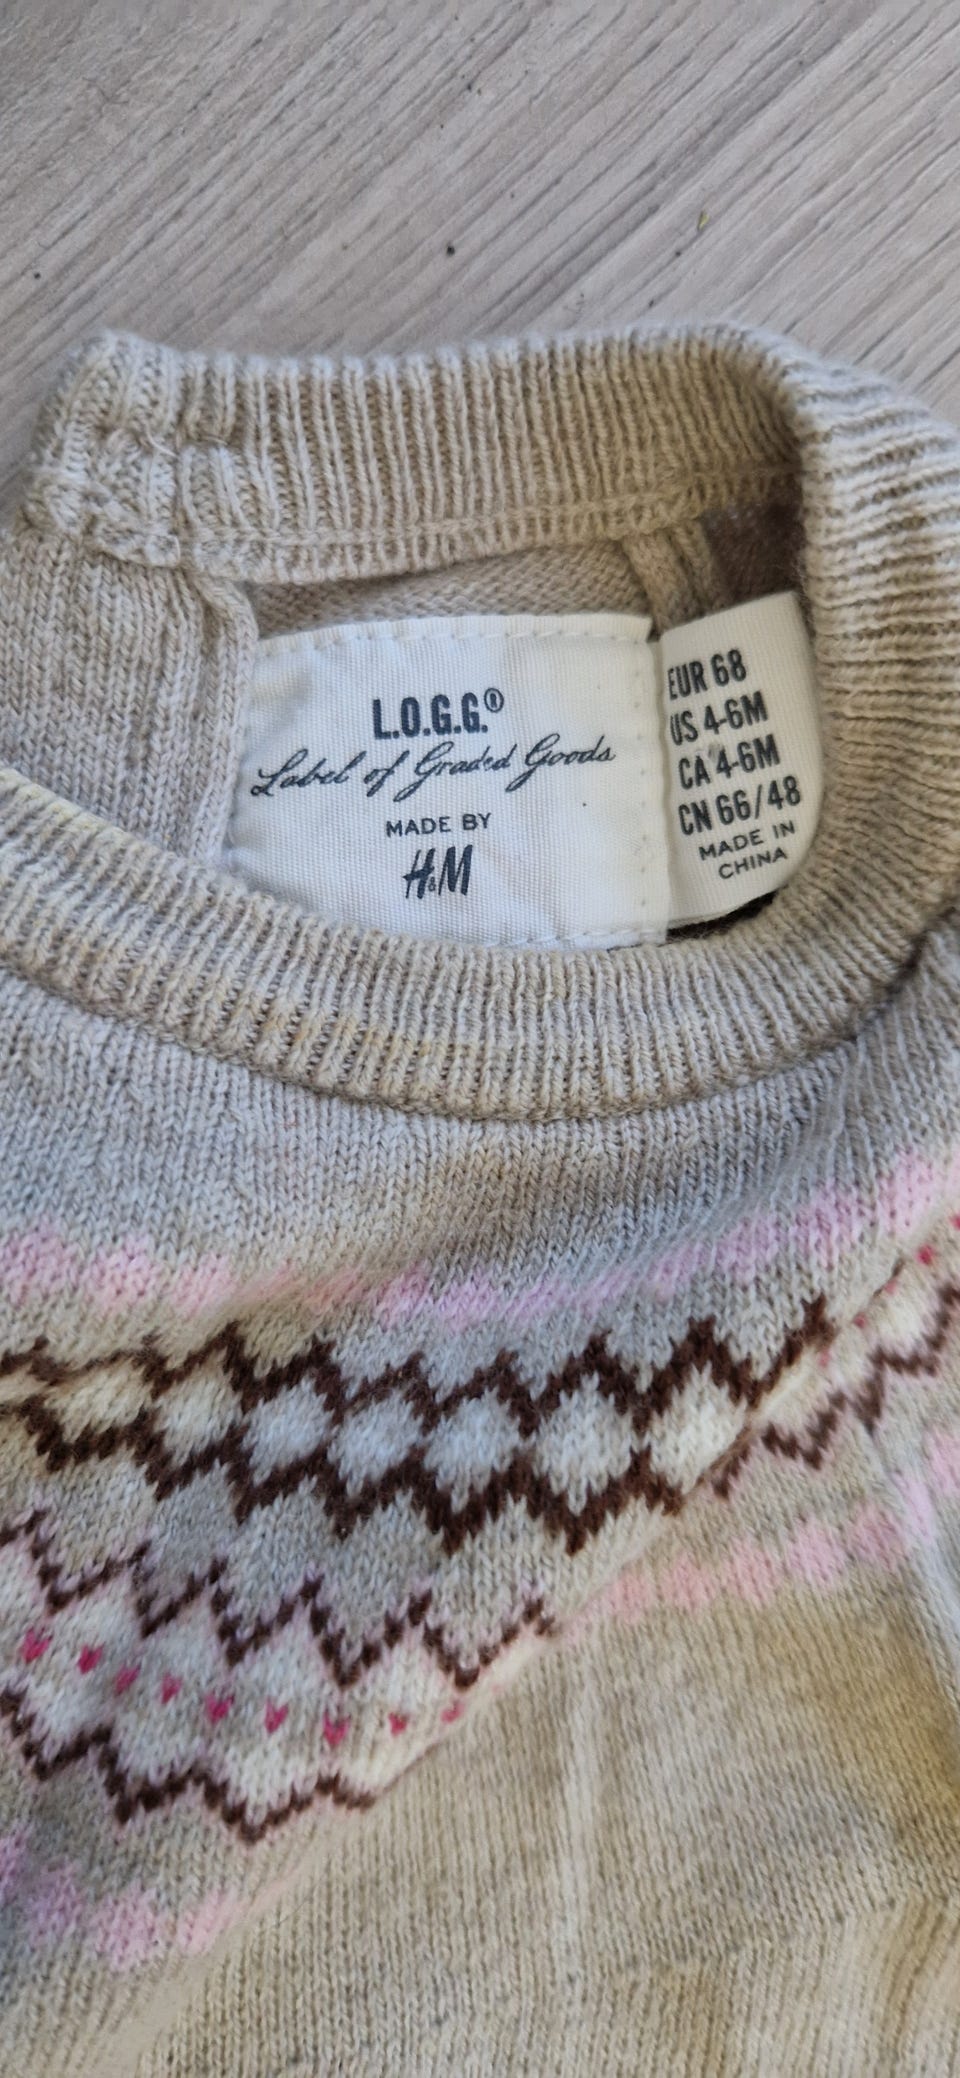 L.O.G.G.®
Label of Graded Goods
MADE BY
H&M
EUR 68
US 4-6M
CA 4-6M
CN 66/48
MADE IN
CHINA